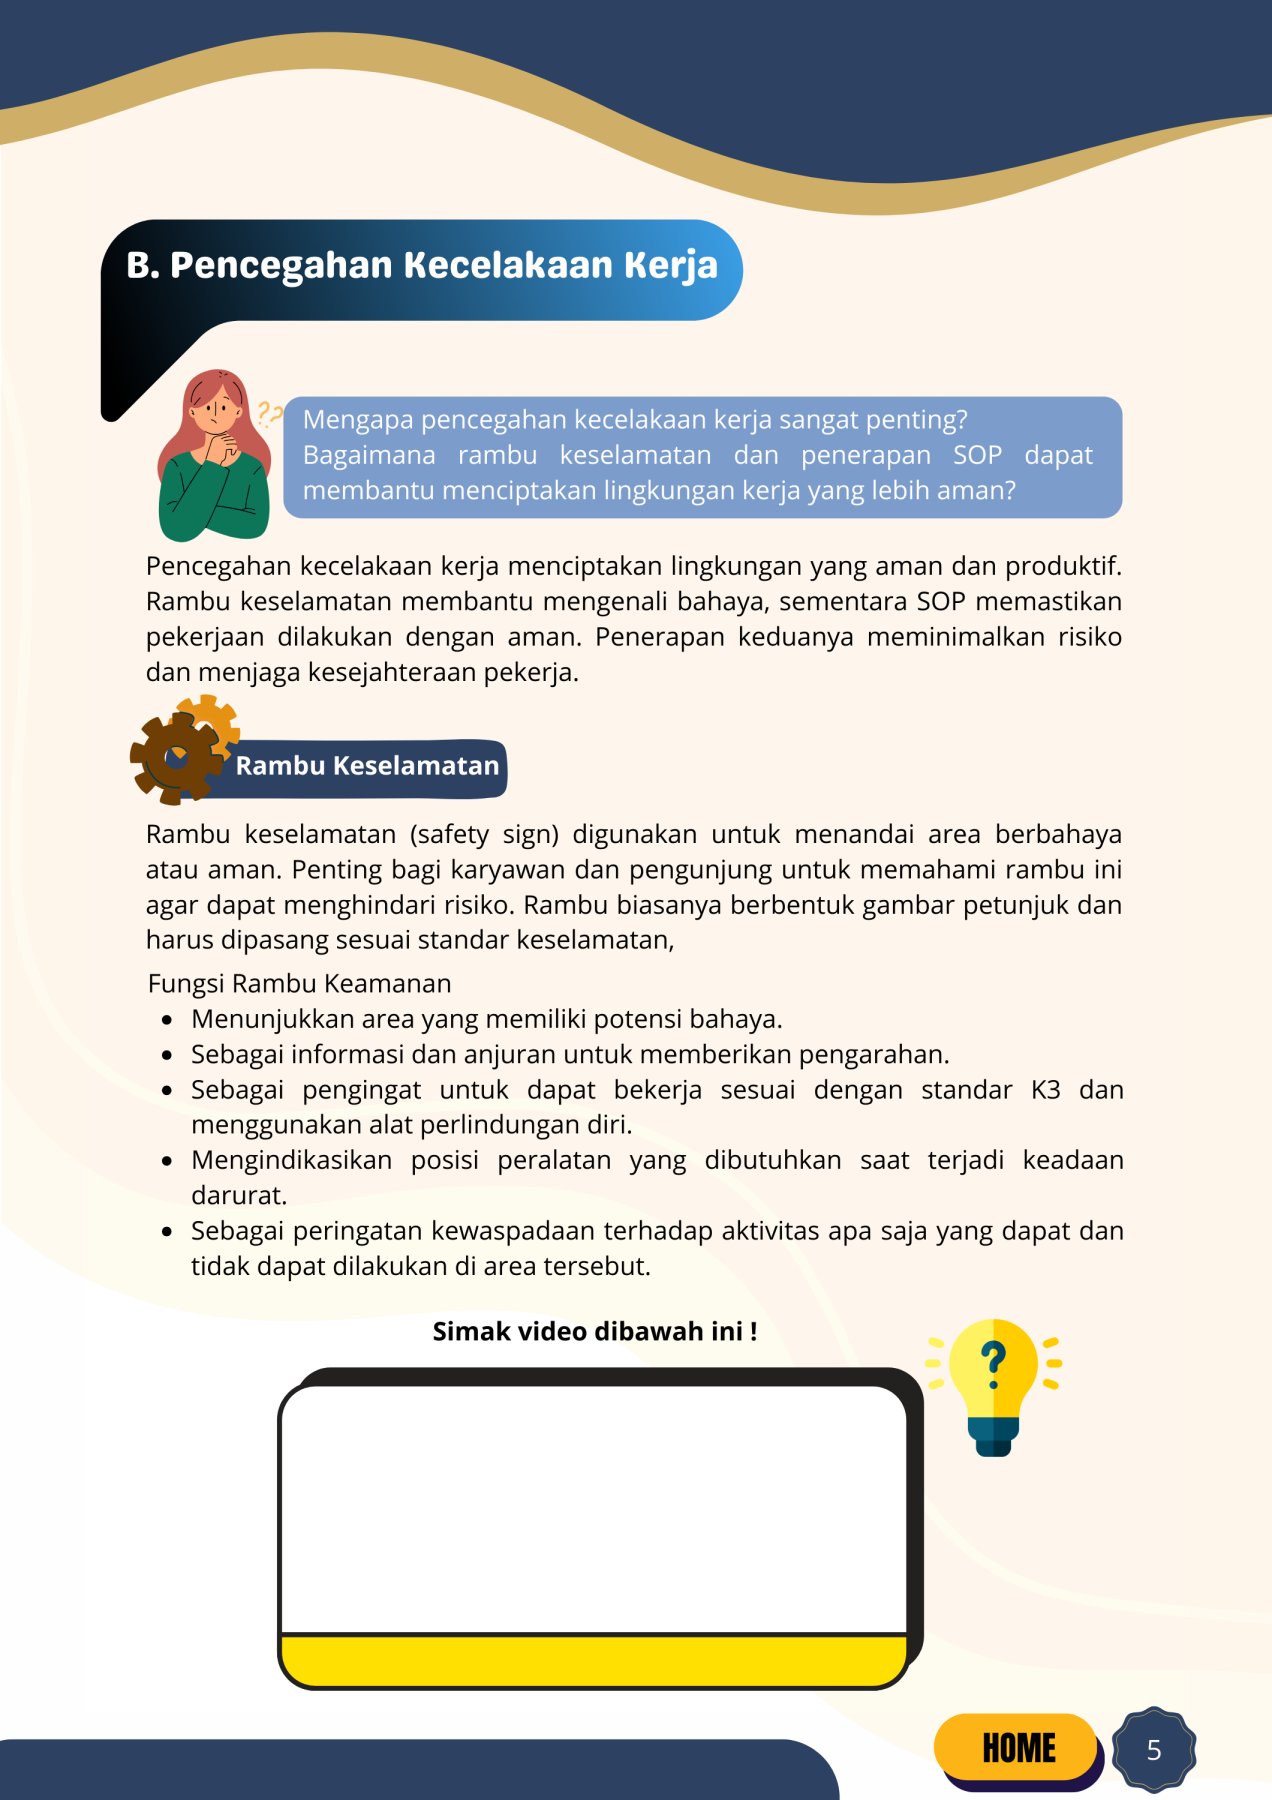 B. Pencegahan Kecelakaan Kerja
??
Mengapa pencegahan kecelakaan kerja sangat penting?
Bagaimana rambu keselamatan dan penerapan SOP dapat
membantu menciptakan lingkungan kerja yang lebih aman?
Pencegahan kecelakaan kerja menciptakan lingkungan yang aman dan produktif.
Rambu keselamatan membantu mengenali bahaya, sementara SOP memastikan
pekerjaan dilakukan dengan aman. Penerapan keduanya meminimalkan risiko
dan menjaga kesejahteraan pekerja.
Rambu Keselamatan
Rambu keselamatan (safety sign) digunakan untuk menandai area berbahaya
atau aman. Penting bagi karyawan dan pengunjung untuk memahami rambu ini
agar dapat menghindari risiko. Rambu biasanya berbentuk gambar petunjuk dan
harus dipasang sesuai standar keselamatan,
Fungsi Rambu Keamanan
• Menunjukkan area yang memiliki potensi bahaya.
• Sebagai informasi dan anjuran untuk memberikan pengarahan.
• Sebagai pengingat untuk dapat bekerja sesuai dengan standar K3 dan
menggunakan alat perlindungan diri.
• Mengindikasikan posisi peralatan yang dibutuhkan saat terjadi keadaan
darurat.
• Sebagai peringatan kewaspadaan terhadap aktivitas apa saja yang dapat dan
tidak dapat dilakukan di area tersebut.
Simak video dibawah ini !
?
HOME
5